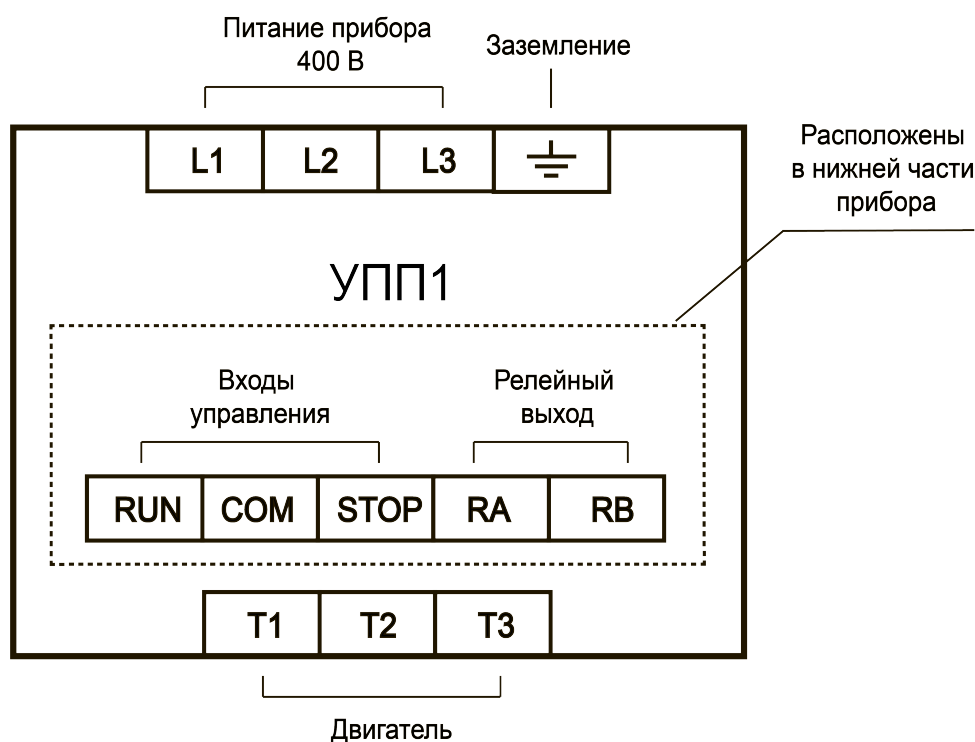 Питание прибора
400 В
Заземление
L1 L2 L3
Расположены
в нижней части
прибора
УПП1
Входы
управления
Релейный
выход
RUN COM STOP RA RB
T1 T2 T3
Двигатель